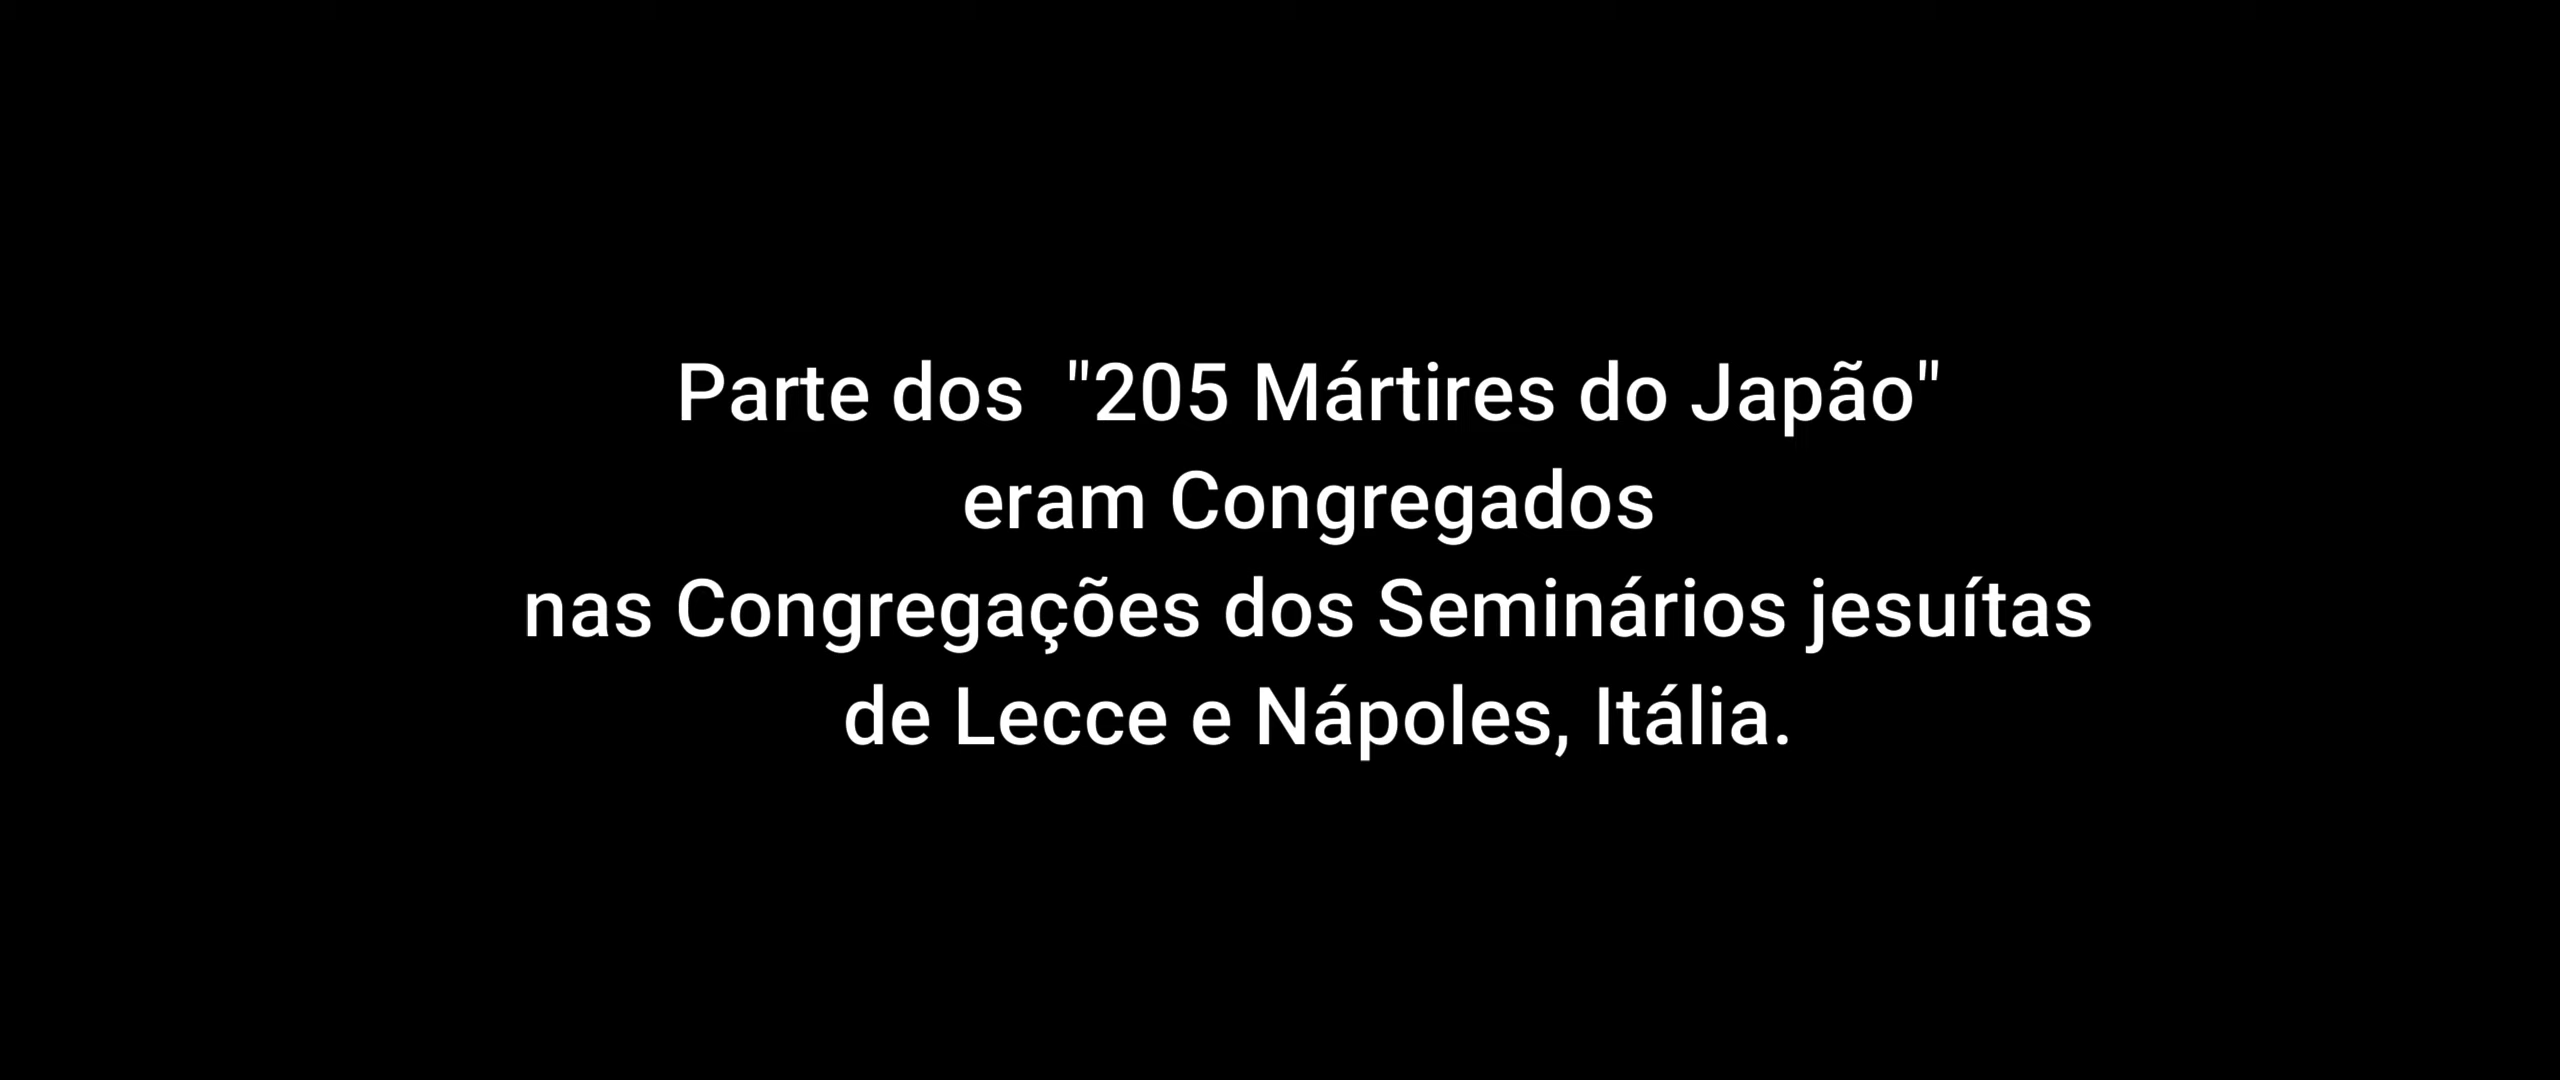 Parte dos  "205 Mártires do Japão"
eram Congregados
nas Congregações dos Seminários jesuítas
de Lecce e Nápoles, Itália.